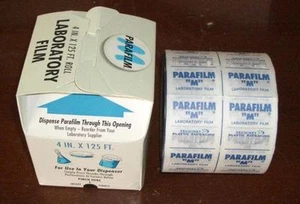 4 IN. X 125 FT. ROLL
LABORATORY
FILM
PARAFILM
Dispense Parafilm Through This Opening
When Empty - Reorder From Your
Laboratory Supplier
4 IN. X 125 FT.
For Use In Your Dispenser
PARAFILM
"M"
LABORATORY FILM
PARAFILM
"M"
LABORATORY FILM
PARAFILM
"M"
LABORATORY FILM
PARAFILM
"M"
LABORATORY FILM
PARAFILM
"M"
PARAFILM
"M"